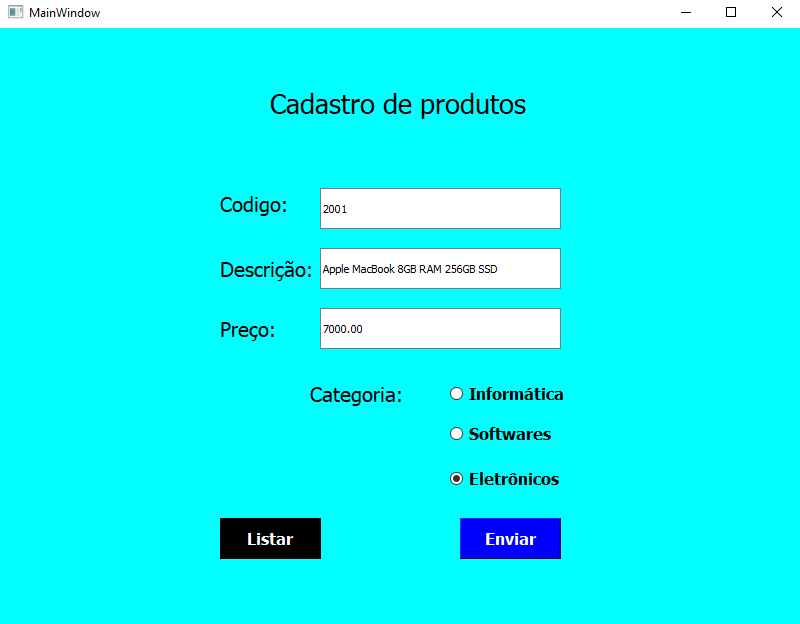 MainWindow
Cadastro de produtos
Codigo: 2001
Descrição: Apple MacBook 8GB RAM 256GB SSD
Preço: 7000.00
Categoria: Informática
Softwares
Eletrônicos
Listar Enviar